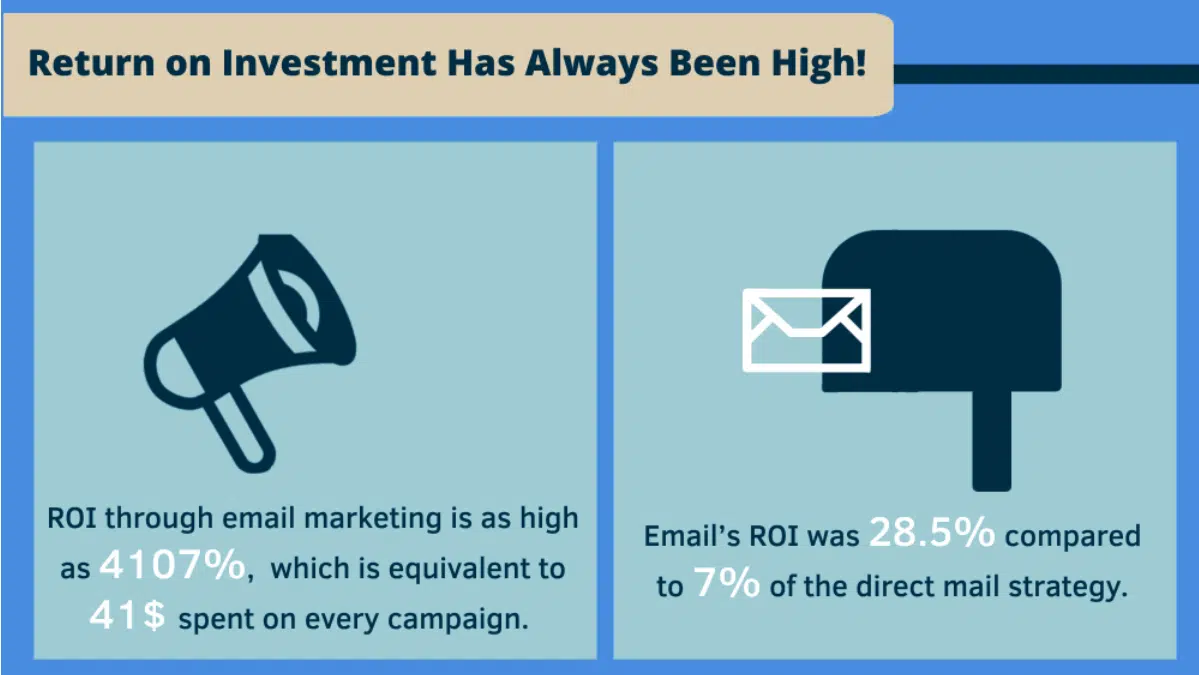 Return on Investment Has Always Been High!
ROI through email marketing is as high
as 4107%, which is equivalent to
41$ spent on every campaign.
Email’s ROI was 28.5% compared
to 7% of the direct mail strategy.